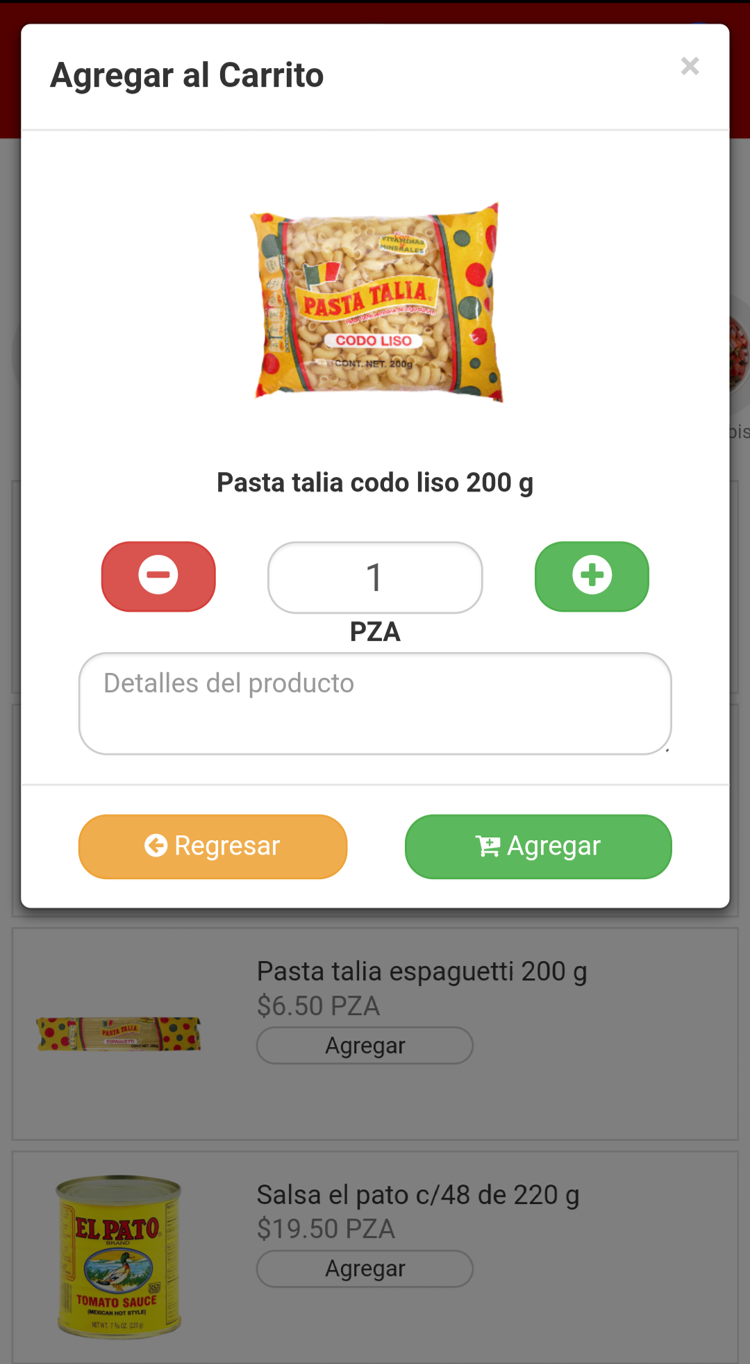 Agregar al Carrito
×
VITAMINAS
MINERALES
PASTA TALIA
CODO LISO
CONT. NET. 200g
Pasta talia codo liso 200 g
1
PZA
Detalles del producto
Regresar
Agregar
Pasta talia espaguetti 200 g
$6.50 PZA
Agregar
PASTA TALIA
Salsa el pato c/48 de 220 g
$19.50 PZA
Agregar
EL PATO
BRAND
TOMATO SAUCE
(MEXICAN HOT STYLE)